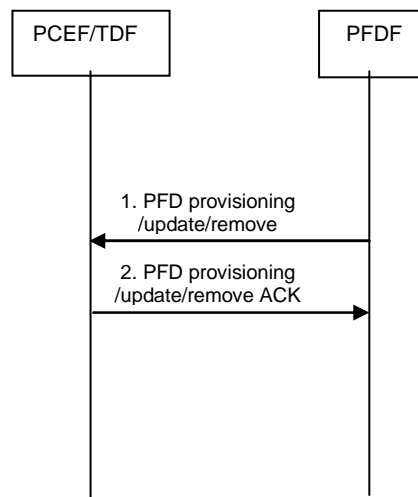 PCEF/TDF
PFDF
1. PFD provisioning
/update/remove
2. PFD provisioning
/update/remove ACK